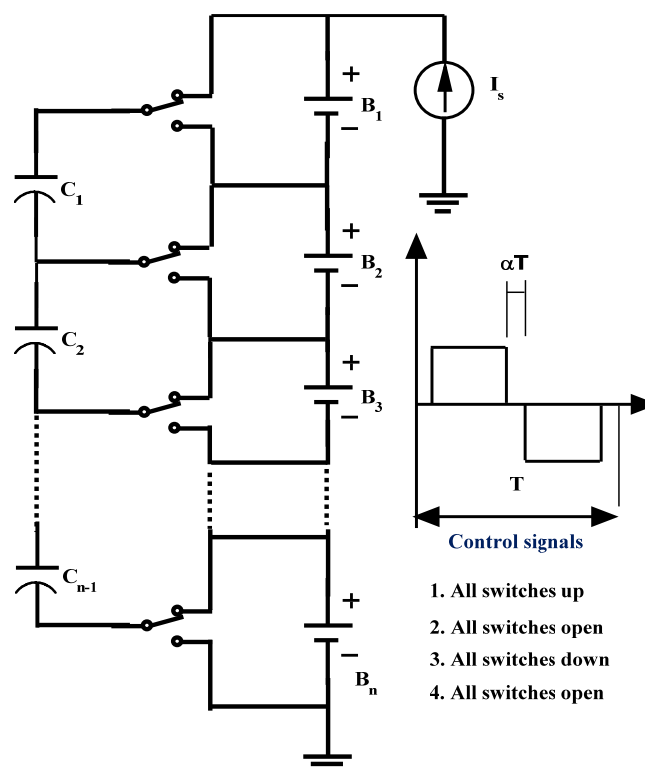 +
B1
−
Is
C1
+
B2
−
αT
C2
+
B3
−
T
Control signals
Cn-1
1. All switches up
2. All switches open
3. All switches down
4. All switches open
+
−
Bn